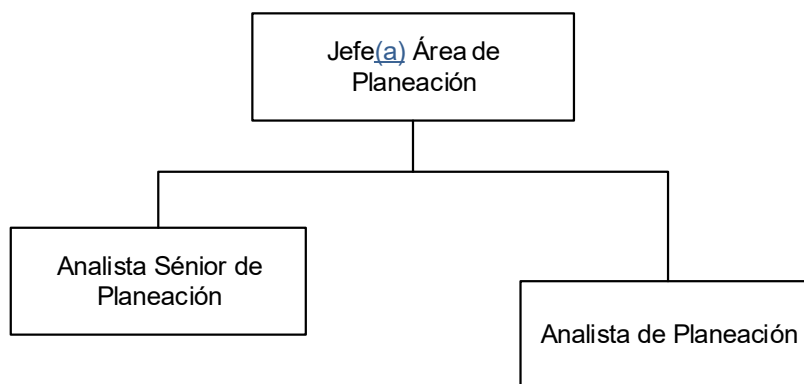 Jefe(a) Área de
Planeación
Analista Sénior de
Planeación
Analista de Planeación